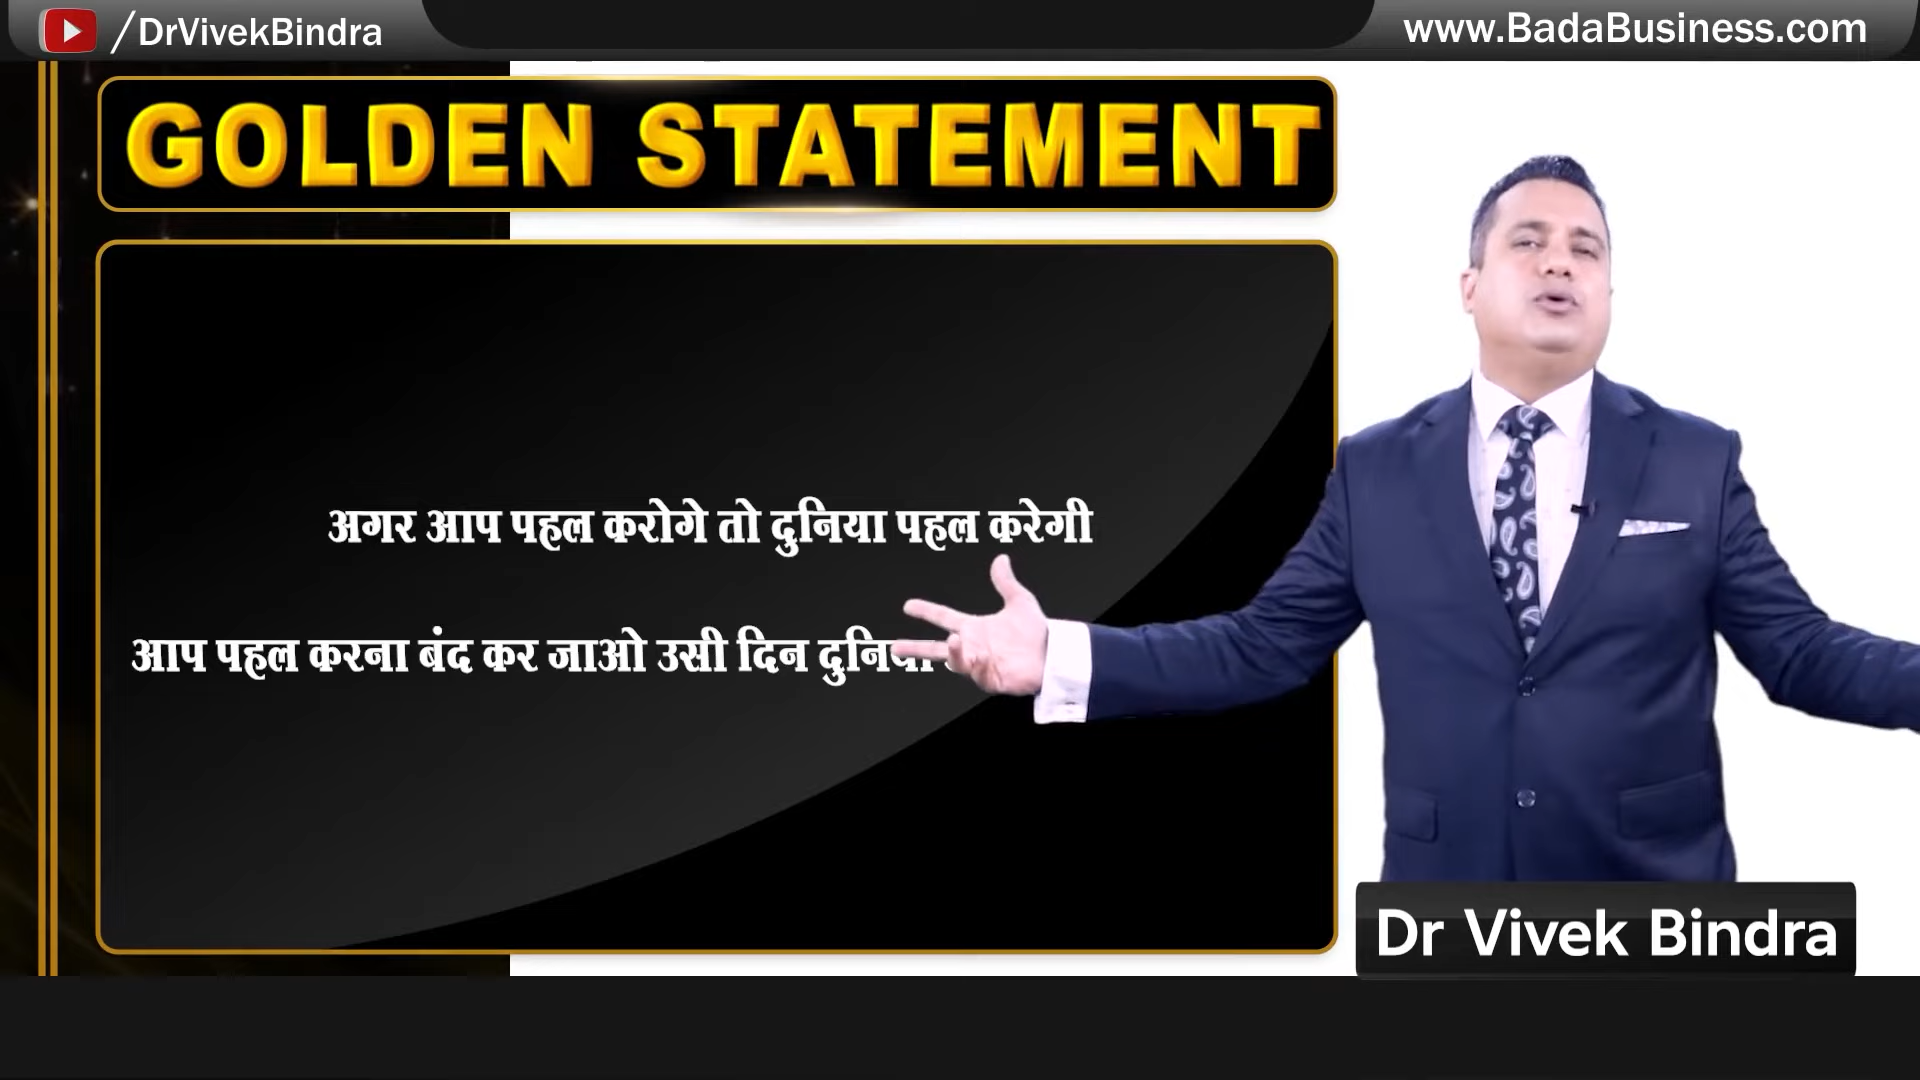 /DrVivekBindra
www.BadaBusiness.com
GOLDEN STATEMENT
अगर आप पहल करोगे तो दुनिया पहल करेगी
आप पहल करना बंद कर जाओ उसी दिन
Dr Vivek Bindra